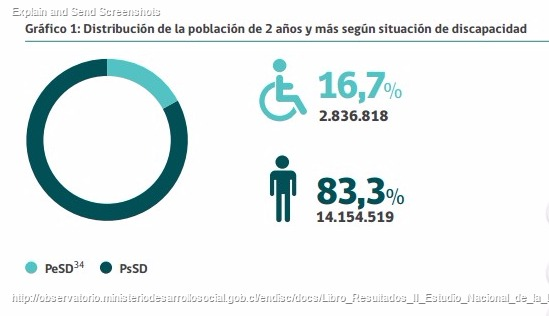 Explain and Send Screenshots
Gráfico 1: Distribución de la población de 2 años y más según situación de discapacidad
16,7%
2.836.818
83,3%
14.154.519
PeSD34 PsSD
http://observatorio.ministeriodesarrollosocial.gob.cl/endisc/docs/Libro_Resultados_II_Estudio_Nacional_de_la_